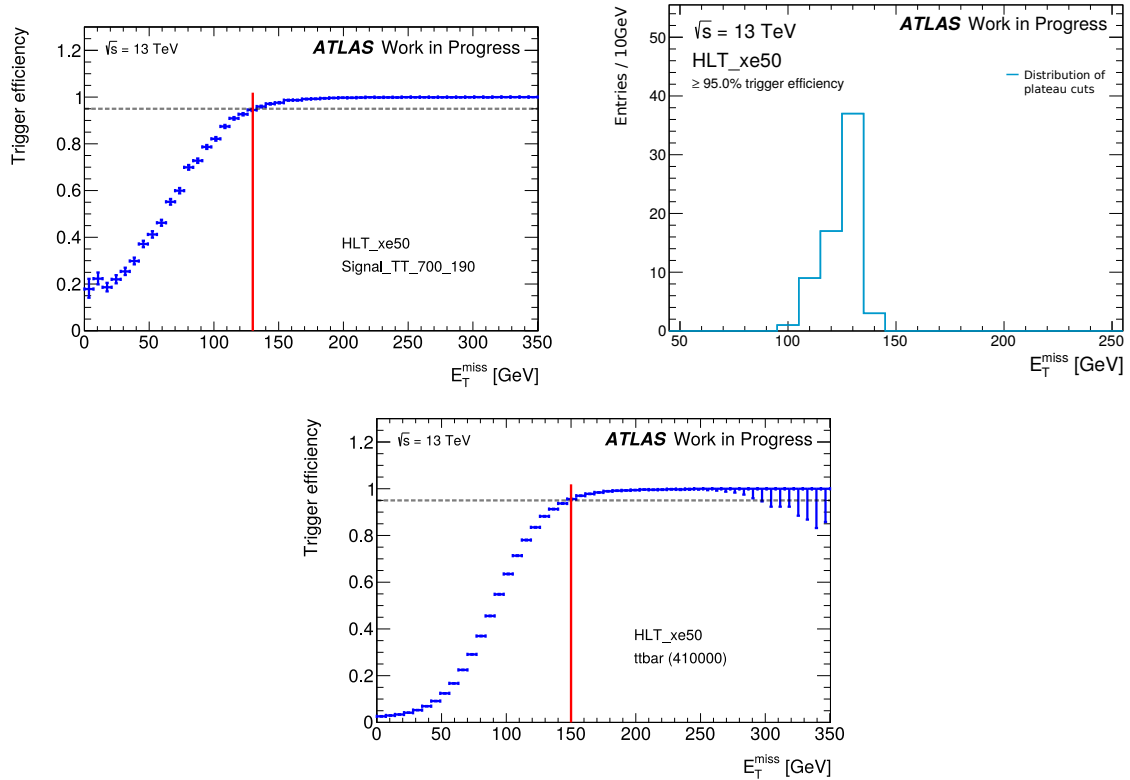 √s = 13 TeV
ATLAS Work in Progress
Trigger efficiency
1.2
1
0.8
0.6
0.4
0.2
0
HLT_xe50
Signal_TT_700_190
0 50 100 150 200 250 300 350
E_T^miss [GeV]
√s = 13 TeV
ATLAS Work in Progress
HLT_xe50
≥ 95.0% trigger efficiency
Distribution of
plateau cuts
Entries / 10GeV
50
40
30
20
10
0
50 100 150 200 250
E_T^miss [GeV]
√s = 13 TeV
ATLAS Work in Progress
Trigger efficiency
1.2
1
0.8
0.6
0.4
0.2
0
HLT_xe50
ttbar (410000)
0 50 100 150 200 250 300 350
E_T^miss [GeV]